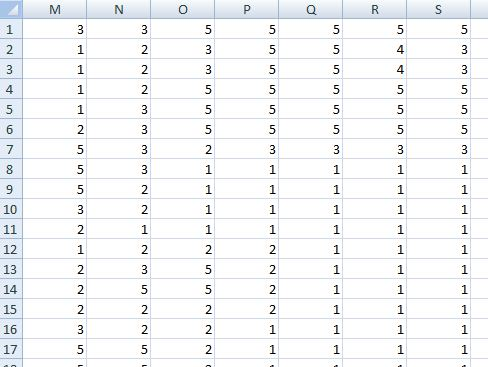 M N O P Q R S
1 3 3 5 5 5 5 5
2 1 2 3 5 5 4 3
3 1 2 3 5 5 4 3
4 1 2 5 5 5 5 5
5 1 3 5 5 5 5 5
6 2 3 5 5 5 5 5
7 5 3 2 3 3 3 3
8 5 3 1 1 1 1 1
9 5 2 1 1 1 1 1
10 3 2 1 1 1 1 1
11 2 1 1 1 1 1 1
12 1 2 2 2 1 1 1
13 2 3 5 2 1 1 1
14 2 5 5 2 1 1 1
15 2 2 2 2 1 1 1
16 3 2 2 1 1 1 1
17 5 5 2 1 1 1 1